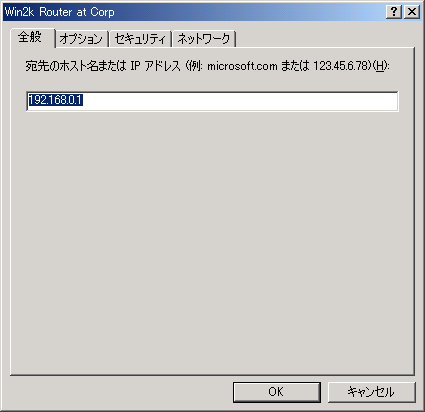 Win2k Router at Corp
全般 オプション セキュリティ ネットワーク
宛先のホスト名または IP アドレス (例: microsoft.com または 123.45.6.78)(H):
192.168.0.1
OK キャンセル